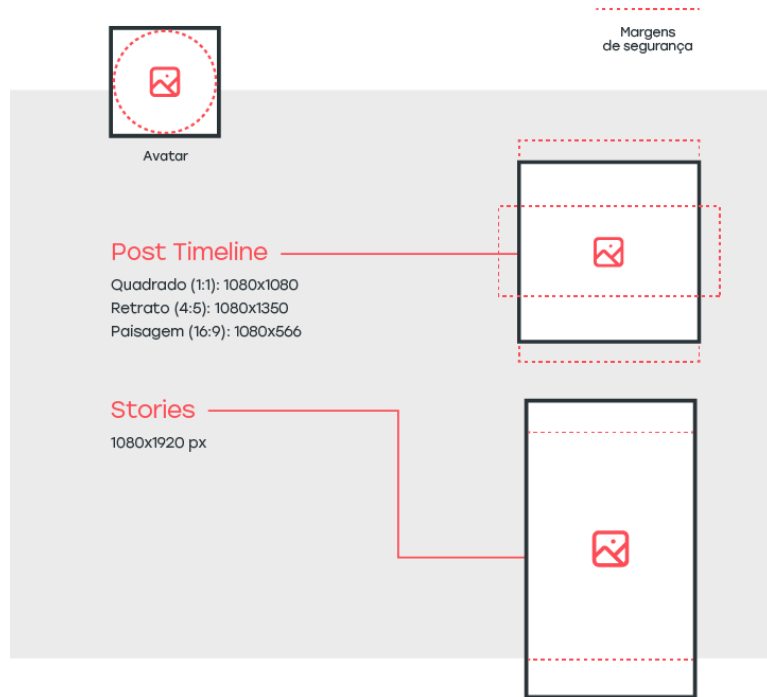 Margens
de segurança
Avatar
Post Timeline
Quadrado (1:1): 1080x1080
Retrato (4:5): 1080x1350
Paisagem (16:9): 1080x566
Stories
1080x1920 px